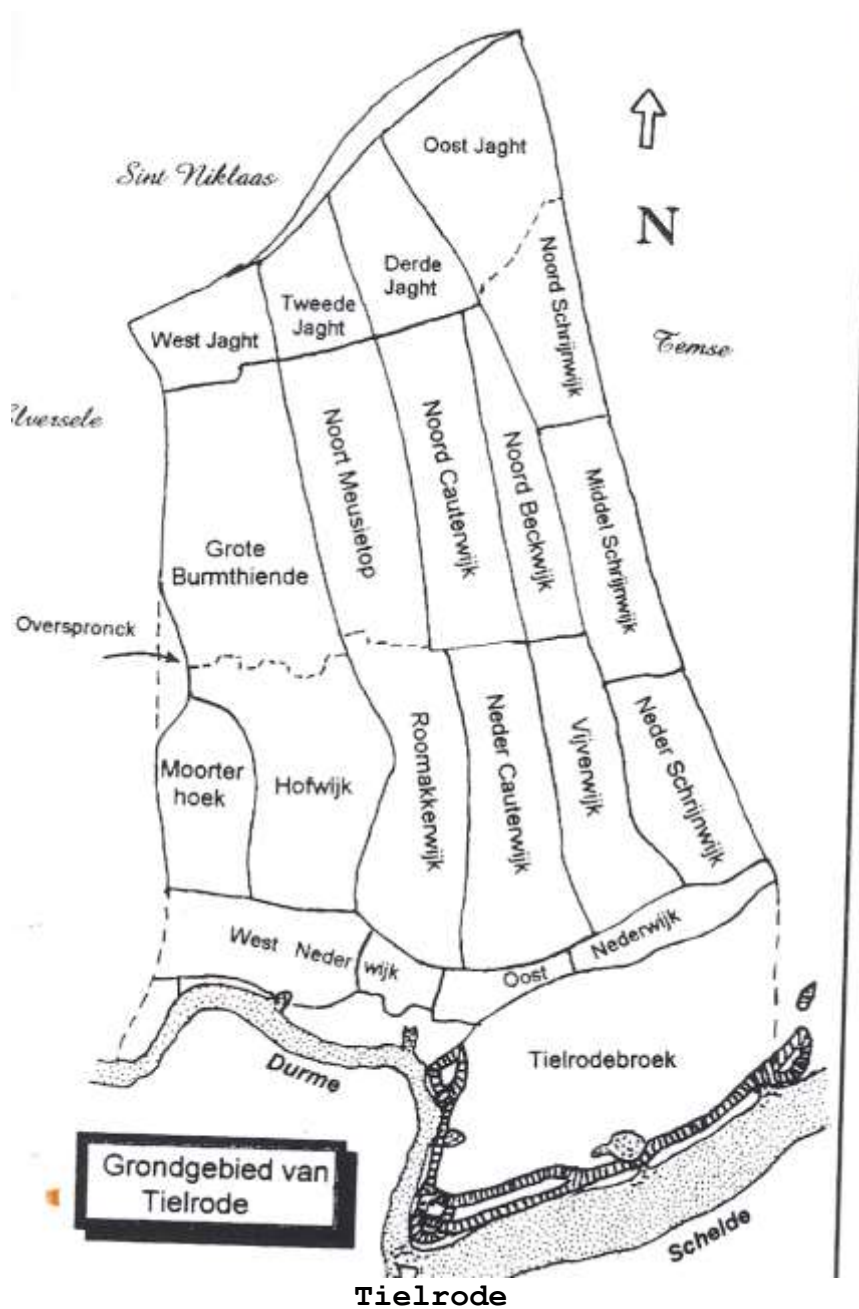 Oost Jaght
Sint Niklaas
N
Derde
Jaght
Noord Schrijnwijk
Tweede
Jaght
West Jaght
Temse
Noort Meusietop
Noord Cauterwijk
Noord Beckwijk
Middel Schrijnwijk
Grote
Burmthiende
Overspronck
Roomakkerwijk
Neder Cauterwijk
Vijverwijk
Neder Schrijnwijk
Moorter
hoek
Hofwijk
West Neder wijk
Oost Nederwijk
Durme
Tielrodebroek
Grondgebied van
Tielrode
Schelde
Tielrode